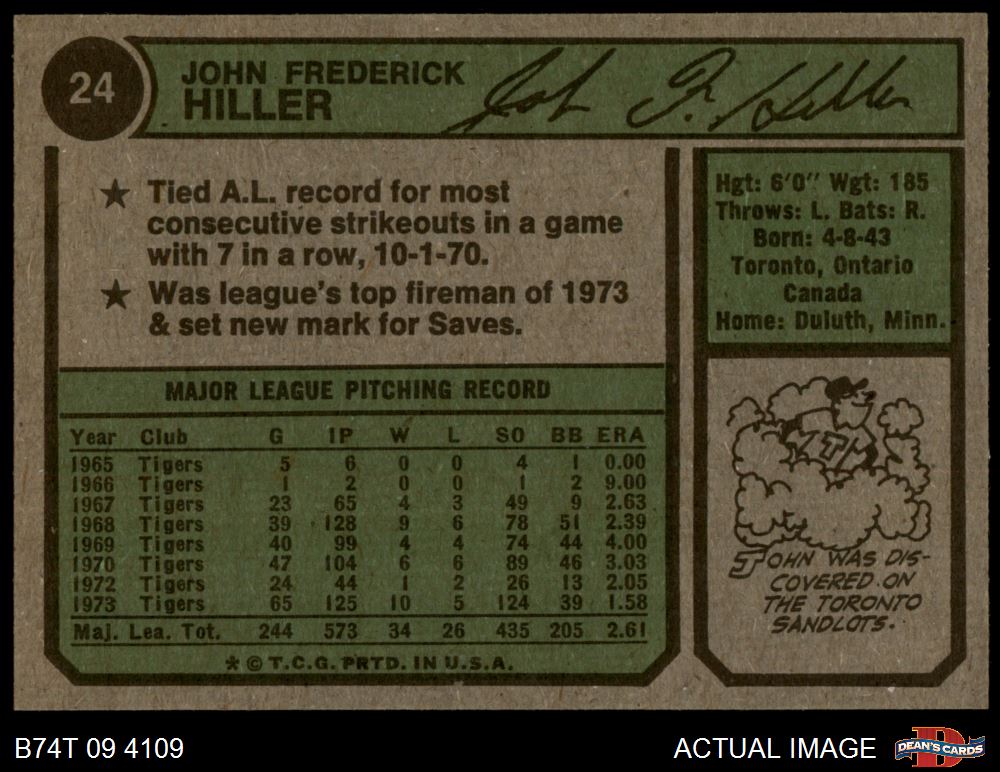 24
JOHN FREDERICK
HILLER
John F. Hiller
★ Tied A.L. record for most
consecutive strikeouts in a game
with 7 in a row, 10-1-70.
★ Was league's top fireman of 1973
& set new mark for Saves.
Hgt: 6'0" Wgt: 185
Throws: L. Bats: R.
Born: 4-8-43
Toronto, Ontario
Canada
Home: Duluth, Minn.
MAJOR LEAGUE PITCHING RECORD
Year Club G IP W L SO BB ERA
1965 Tigers 5 6 0 0 4 1 0.00
1966 Tigers 1 2 0 0 1 2 9.00
1967 Tigers 23 65 4 3 49 9 2.63
1968 Tigers 39 128 9 6 78 51 2.39
1969 Tigers 40 99 4 4 74 44 4.00
1970 Tigers 47 104 6 6 89 46 3.03
1972 Tigers 24 44 1 2 26 13 2.05
1973 Tigers 65 125 10 5 124 39 1.58
Maj. Lea. Tot. 244 573 34 26 435 205 2.61
* © T.C.G. PRTD. IN U.S.A.
JOHN WAS DIS-
COVERED ON
THE TORONTO
SANDLOTS.
B74T 09 4109
ACTUAL IMAGE
D
DEAN'S CARDS